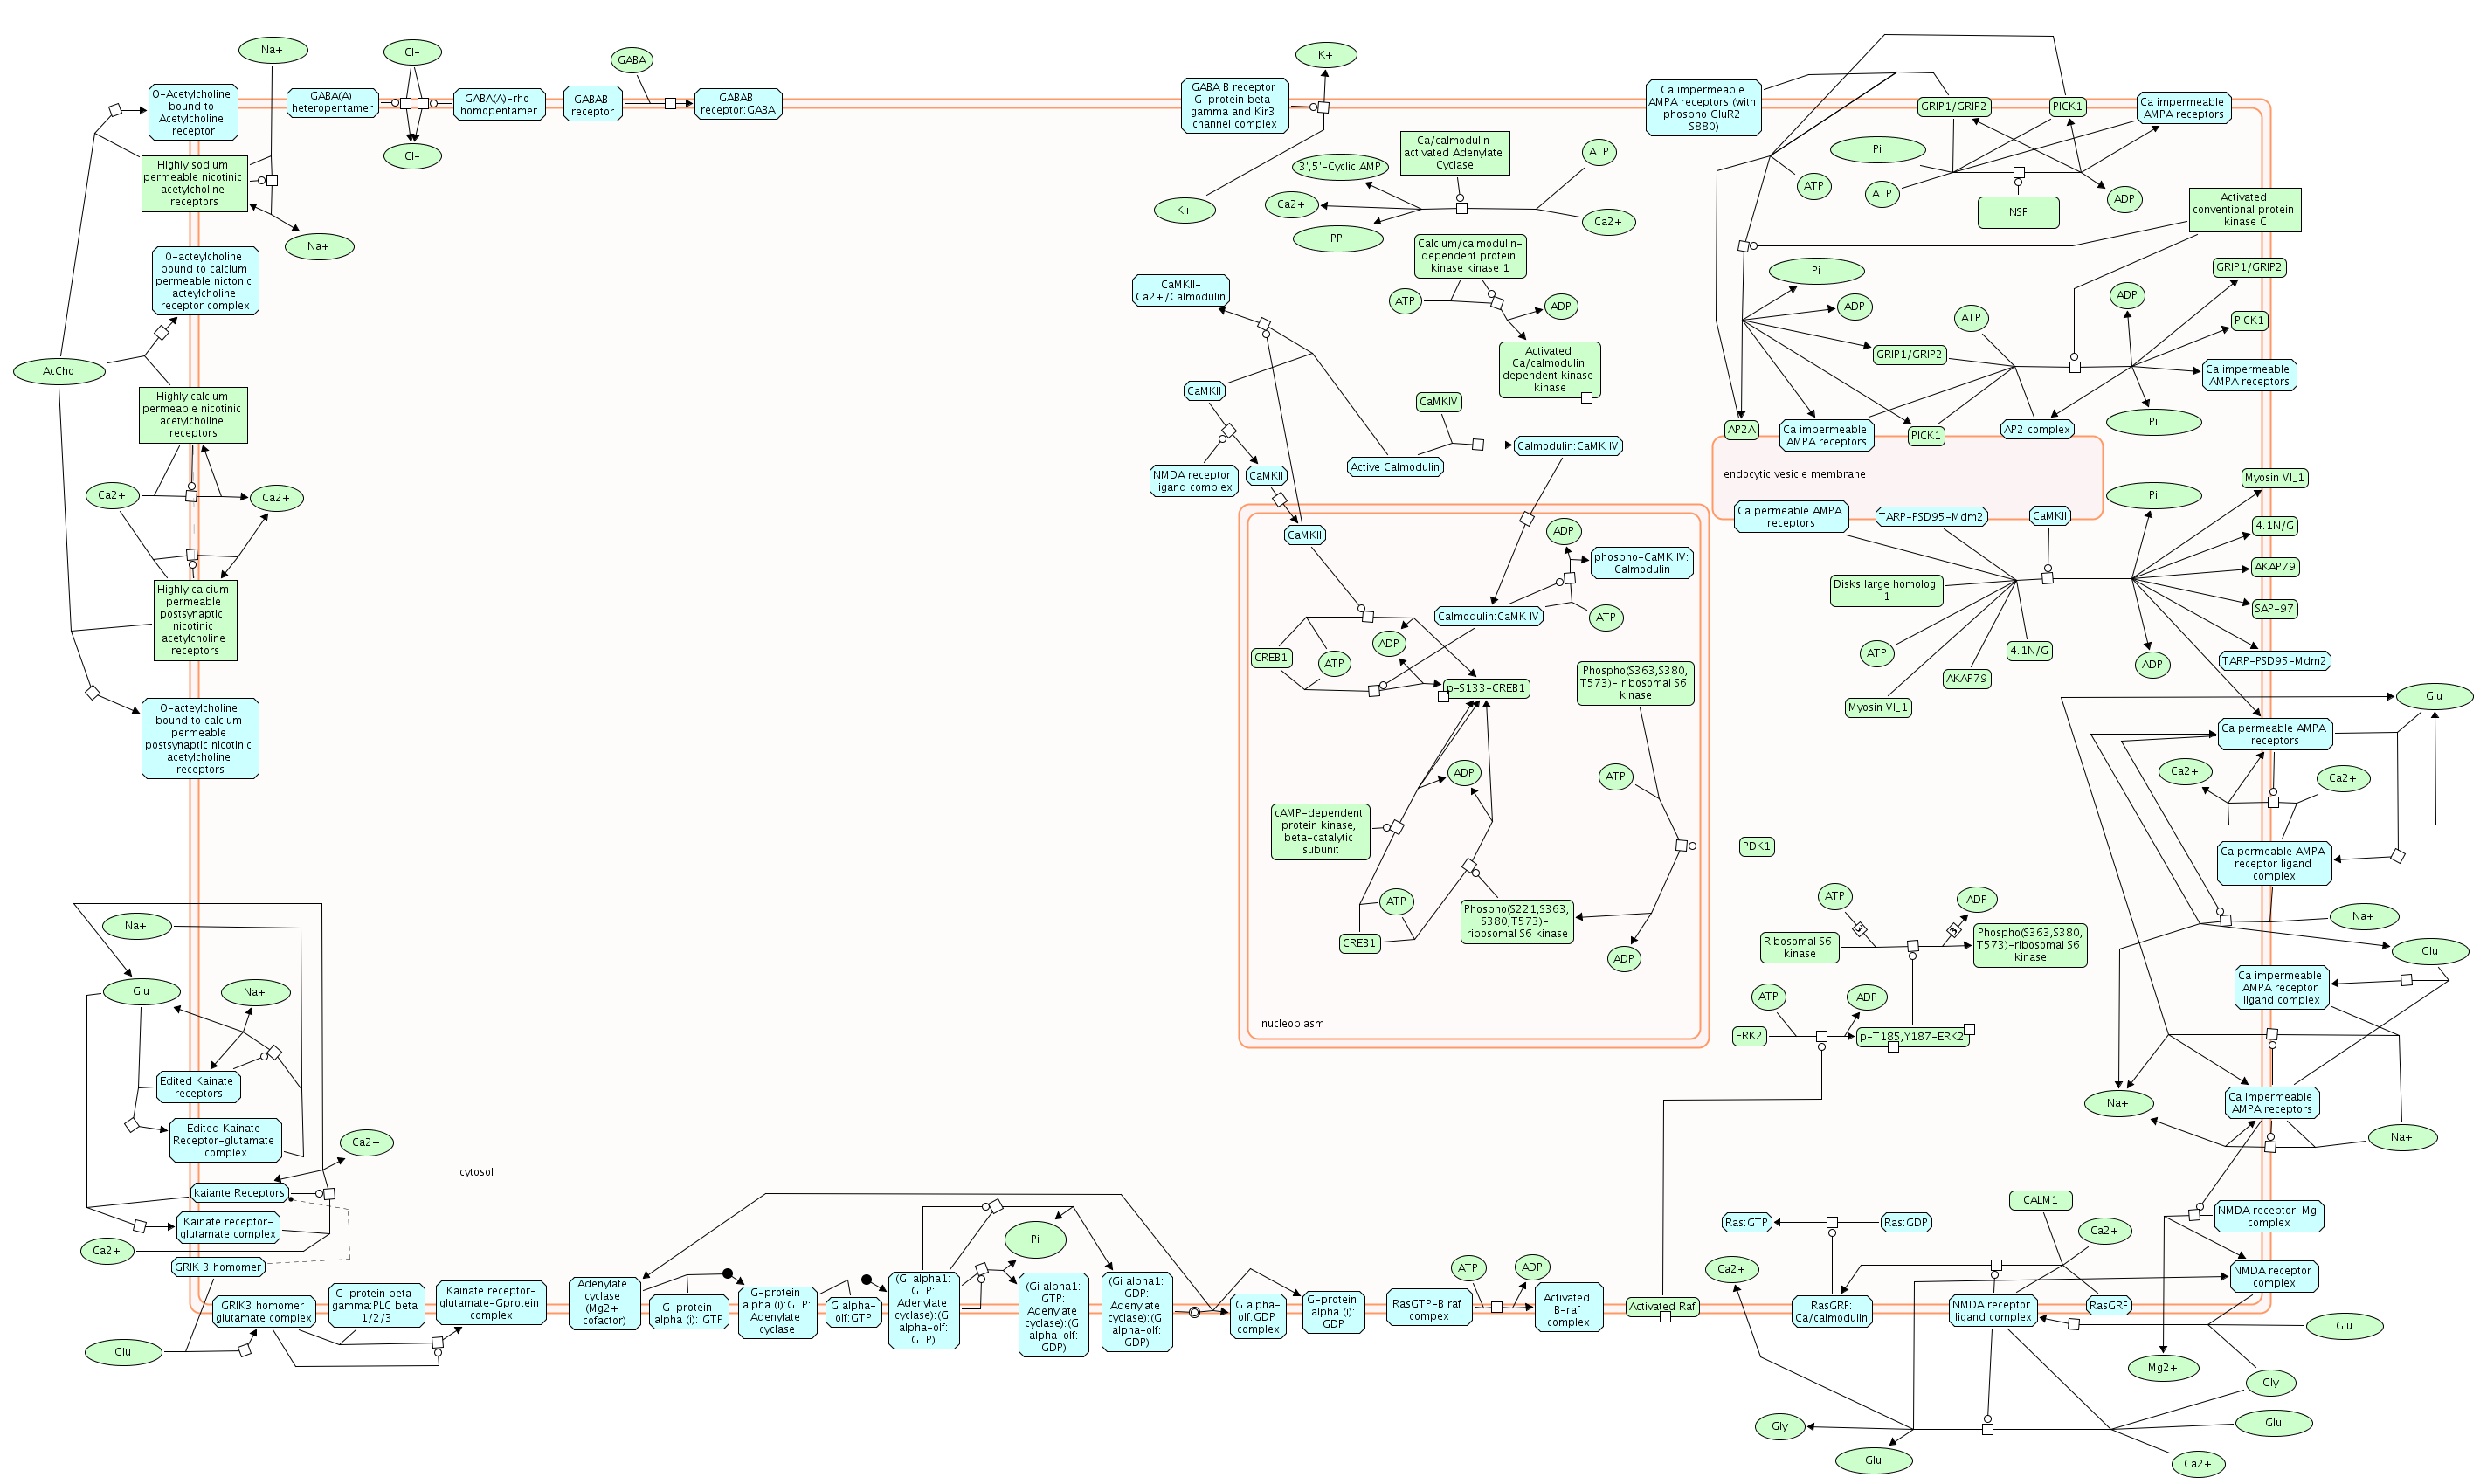 Na+
Cl-
GABA
K+
O-Acetylcholine
bound to
Acetylcholine
receptor
GABA(A)
heteropentamer
GABA(A)-rho
homopentamer
GABAB
receptor
GABAB
receptor:GABA
GABA B receptor
G-protein beta-
gamma and Kir3
channel complex
Ca impermeable
AMPA receptors (with
phospho GluR2
S880)
GRIP1/GRIP2
PICK1
Ca impermeable
AMPA receptors
Cl-
Highly sodium
permeable nicotinic
acetylcholine
receptors
Na+
K+
3',5'-Cyclic AMP
Ca/calmodulin
activated Adenylate
Cyclase
ATP
Ca2+
PPi
Ca2+
Pi
ATP
ATP
NSF
ADP
Activated
conventional protein
kinase C
O-acteylcholine
bound to calcium
permeable nictonic
acteylcholine
receptor complex
Calcium/calmodulin-
dependent protein
kinase kinase 1
ATP
ADP
Activated
Ca/calmodulin
dependent kinase
kinase
CaMKII-
Ca2+/Calmodulin
Pi
ADP
GRIP1/GRIP2
ATP
ADP
GRIP1/GRIP2
PICK1
Ca impermeable
AMPA receptors
Pi
AcCho
Highly calcium
permeable nicotinic
acetylcholine
receptors
CaMKII
CaMKIV
Calmodulin:CaMK IV
Active Calmodulin
NMDA receptor
ligand complex
CaMKII
AP2A
Ca impermeable
AMPA receptors
PICK1
AP2 complex
endocytic vesicle membrane
Ca permeable AMPA
receptors
TARP-PSD95-Mdm2
CaMKII
Ca2+
Ca2+
Highly calcium
permeable
postsynaptic
nicotinic
acetylcholine
receptors
O-acteylcholine
bound to calcium
permeable
postsynaptic nicotinic
acetylcholine
receptors
CaMKII
ADP
phospho-CaMK IV:
Calmodulin
Calmodulin:CaMK IV
ATP
ADP
CREB1
ATP
p-S133-CREB1
Phospho(S363,S380,
T573)- ribosomal S6
kinase
ATP
ADP
cAMP-dependent
protein kinase,
beta-catalytic
subunit
ATP
CREB1
Phospho(S221,S363,
S380,T573)-
ribosomal S6 kinase
ADP
PDK1
nucleoplasm
Pi
Myosin VI_1
4.1N/G
AKAP79
SAP-97
TARP-PSD95-Mdm2
Disks large homolog
1
ATP
Myosin VI_1
AKAP79
4.1N/G
ADP
Glu
Ca permeable AMPA
receptors
Ca2+
Ca2+
Ca permeable AMPA
receptor ligand
complex
Na+
Glu
Ca impermeable
AMPA receptor
ligand complex
Na+
Ca impermeable
AMPA receptors
Na+
ATP
3
ADP
3
Ribosomal S6
kinase
Phospho(S363,S380,
T573)-ribosomal S6
kinase
ATP
ADP
ERK2
p-T185,Y187-ERK2
Na+
Glu
Na+
Edited Kainate
receptors
Edited Kainate
Receptor-glutamate
complex
Ca2+
kaiante Receptors
Kainate receptor-
glutamate complex
Ca2+
GRIK 3 homomer
cytosol
GRIK3 homomer
glutamate complex
Glu
G-protein beta-
gamma:PLC beta
1/2/3
Kainate receptor-
glutamate-Gprotein
complex
Adenylate
cyclase
(Mg2+
cofactor)
G-protein
alpha (i): GTP
G-protein
alpha (i):GTP:
Adenylate
cyclase
G alpha-
olf:GTP
(Gi alpha1:
GTP:
Adenylate
cyclase):(G
alpha-olf:
GTP)
Pi
(Gi alpha1:
GTP:
Adenylate
cyclase):(G
alpha-olf:
GDP)
(Gi alpha1:
GDP:
Adenylate
cyclase):(G
alpha-olf:
GDP)
G alpha-
olf:GDP
complex
G-protein
alpha (i):
GDP
RasGTP-B raf
compex
ATP
ADP
Activated
B-raf
complex
Activated Raf
Ras:GTP
Ras:GDP
CALM1
Ca2+
Ca2+
RasGRF:
Ca/calmodulin
NMDA receptor
ligand complex
RasGRF
NMDA receptor-Mg
complex
NMDA receptor
complex
Glu
Mg2+
Gly
Gly
Glu
Glu
Ca2+